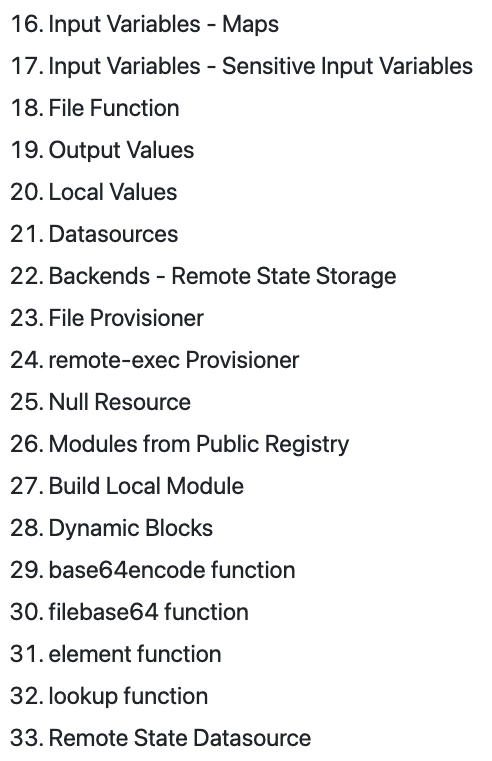 16. Input Variables - Maps
17. Input Variables - Sensitive Input Variables
18. File Function
19. Output Values
20. Local Values
21. Datasources
22. Backends - Remote State Storage
23. File Provisioner
24. remote-exec Provisioner
25. Null Resource
26. Modules from Public Registry
27. Build Local Module
28. Dynamic Blocks
29. base64encode function
30. filebase64 function
31. element function
32. lookup function
33. Remote State Datasource